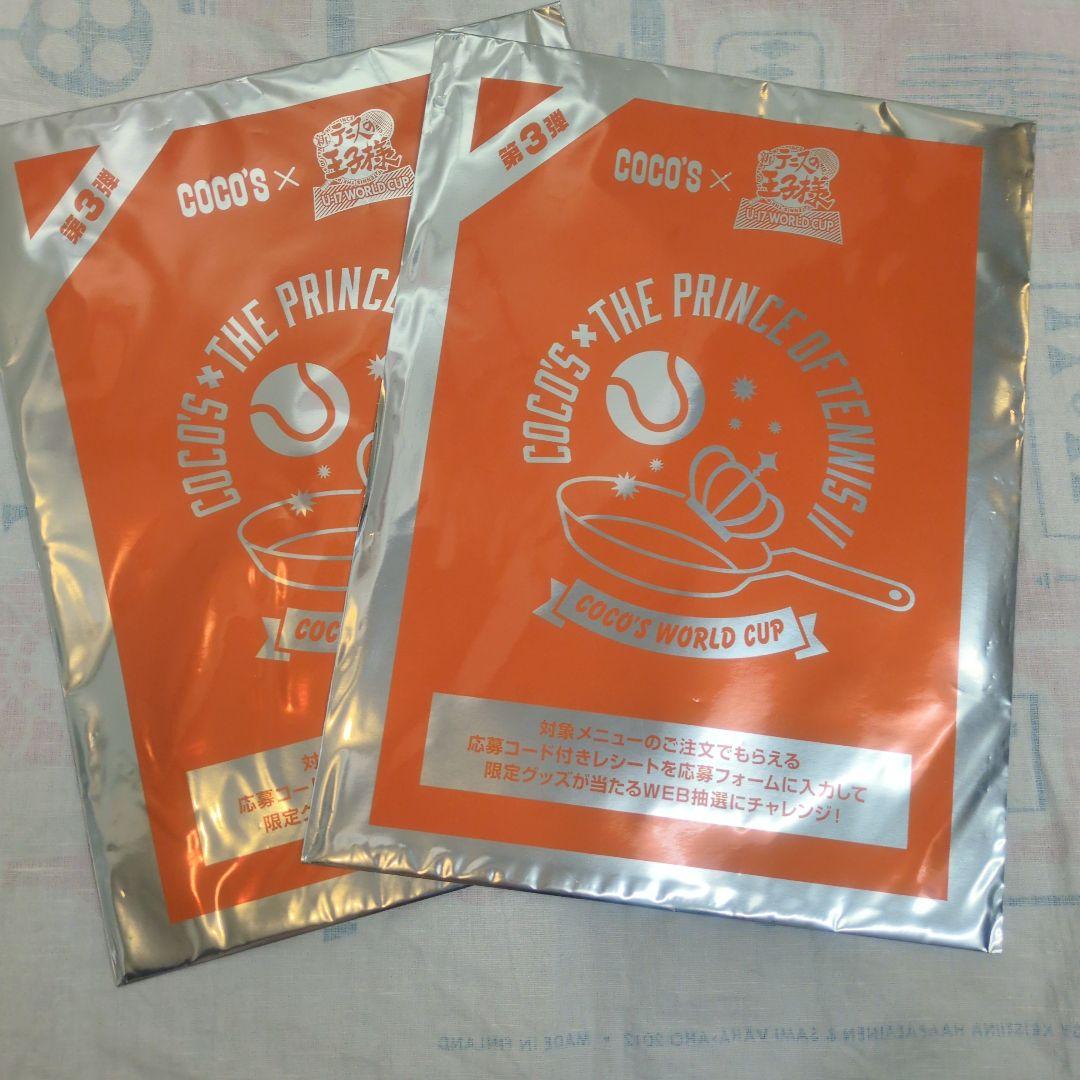 第3弾
COCO'S×
新テニスの
王子様
U-17 WORLD CUP
COCO'S × THE PRINCE
COC
対
応募コー
限定グ
第3弾
COCO'S×
新テニスの
王子様
U-17 WORLD CUP
COCO'S × THE PRINCE OF TENNIS II
COCO'S WORLD CUP
対象メニューのご注文でもらえる
応募コード付きレシートを応募フォームに入力して
限定グッズが当たるWEB抽選にチャレンジ!
& SAMI * MADE IN FINLAND